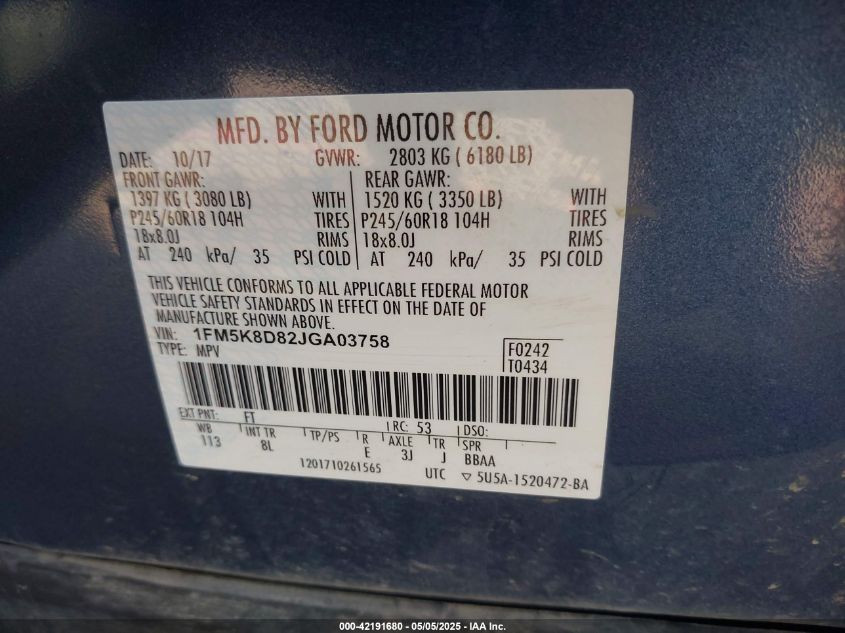 MFD. BY FORD MOTOR CO.
DATE: 10/17 GVWR: 2803 KG ( 6180 LB)
FRONT GAWR: REAR GAWR:
1397 KG ( 3080 LB) WITH 1520 KG ( 3350 LB) WITH
P245/60R18 104H TIRES P245/60R18 104H TIRES
18x8.0J RIMS 18x8.0J RIMS
AT 240 kPa/ 35 PSI COLD AT 240 kPa/ 35 PSI COLD
THIS VEHICLE CONFORMS TO ALL APPLICABLE FEDERAL MOTOR
VEHICLE SAFETY STANDARDS IN EFFECT ON THE DATE OF
MANUFACTURE SHOWN ABOVE.
VIN: 1FM5K8D82JGA03758 F0242
TYPE: MPV T0434
EXT PNT: FT RC: 53 DSO:
WB INT TR TP/PS R AXLE TR SPR
113 8L E 3J J BBAA
1201710261565 UTC ▽ 5U5A-1520472-BA
000-42191680 - 05/05/2025 - IAA Inc.